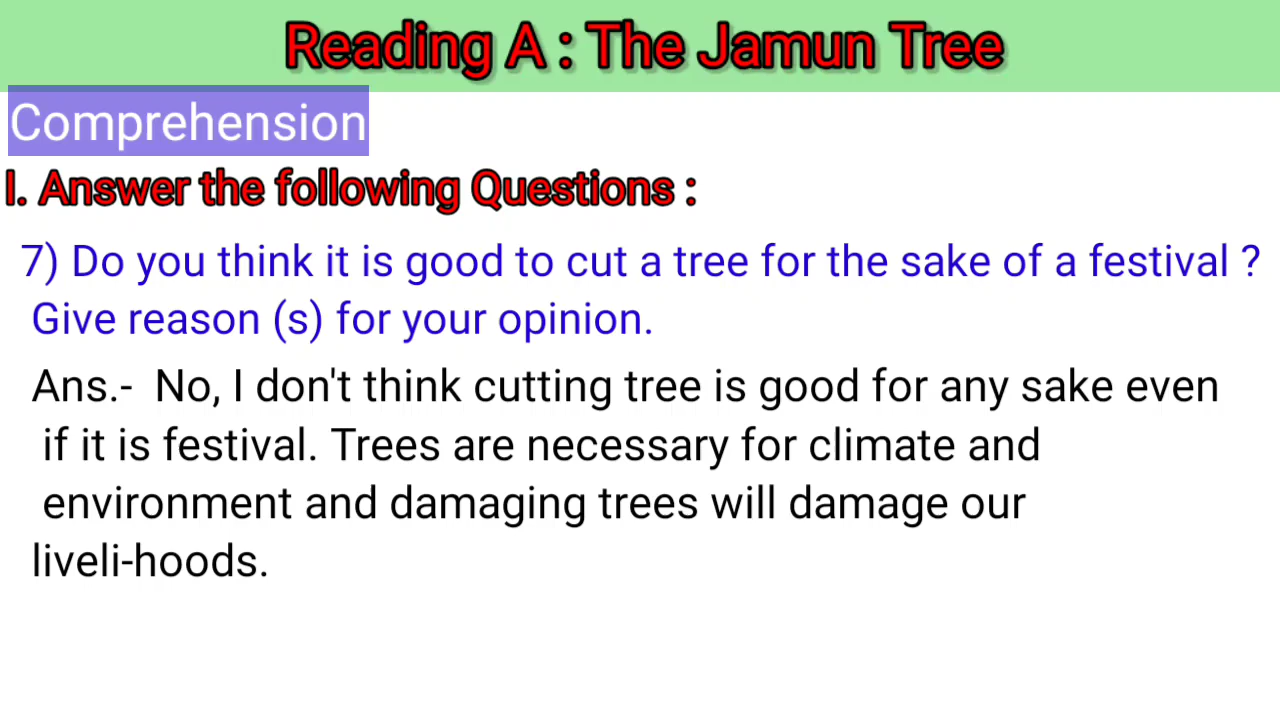 Reading A : The Jamun Tree
Comprehension
I. Answer the following Questions :
7) Do you think it is good to cut a tree for the sake of a festival ?
Give reason (s) for your opinion.
Ans.- No, I don't think cutting tree is good for any sake even
if it is festival. Trees are necessary for climate and
environment and damaging trees will damage our
liveli-hoods.